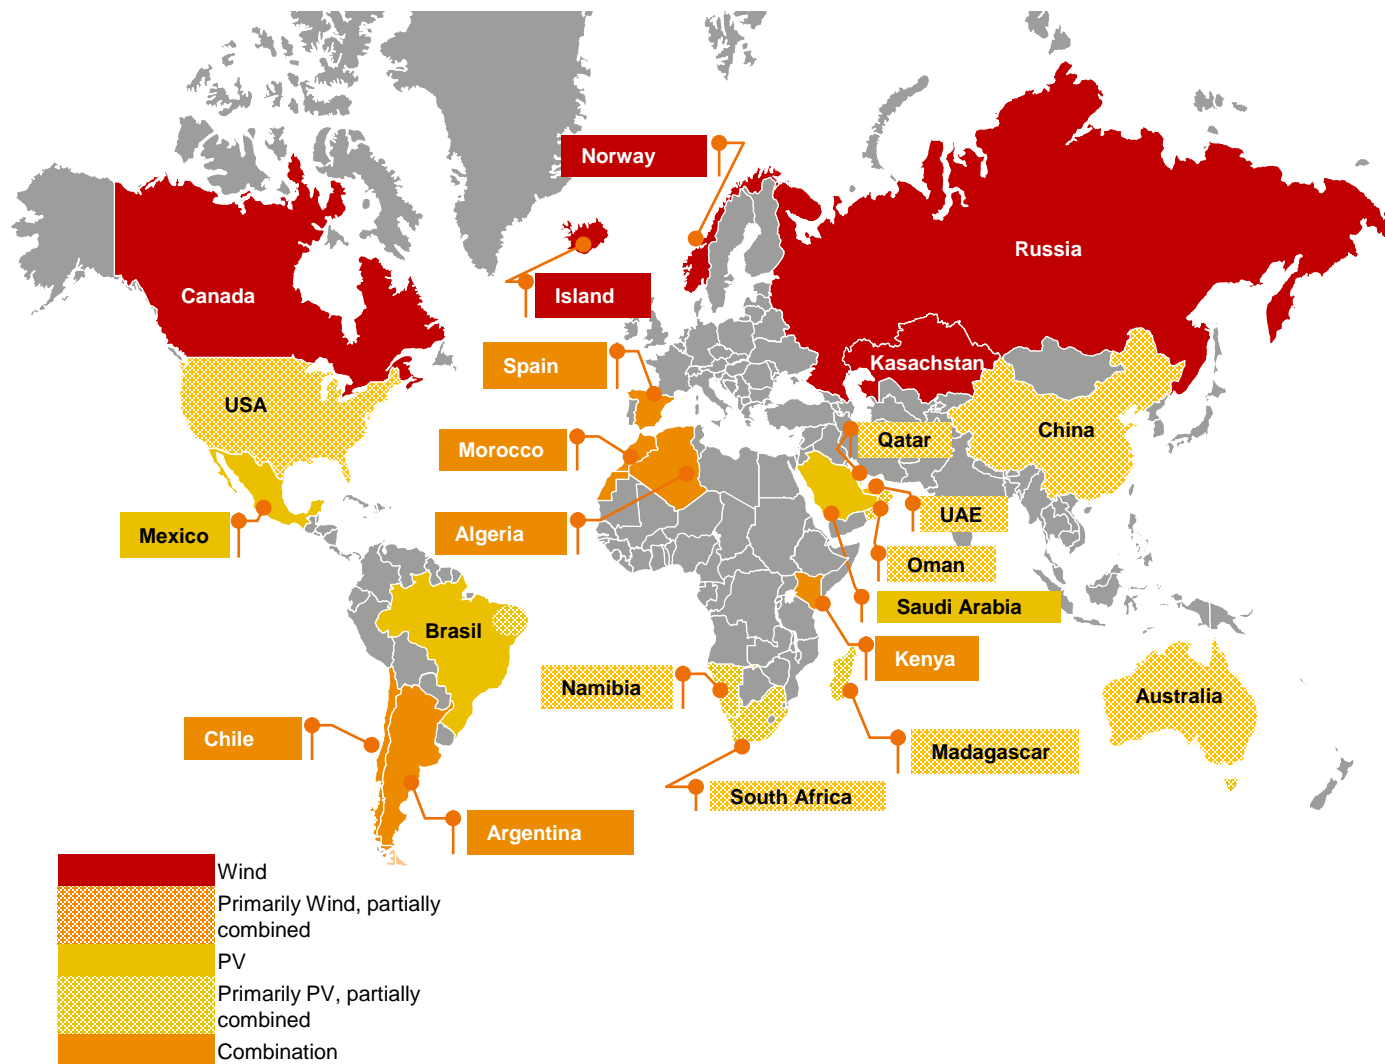 Norway
Russia
Canada
Island
Spain
Kasachstan
USA
China
Qatar
Morocco
UAE
Mexico
Algeria
Oman
Saudi Arabia
Brasil
Kenya
Namibia
Australia
Chile
Madagascar
South Africa
Argentina
Wind
Primarily Wind, partially
combined
PV
Primarily PV, partially
combined
Combination